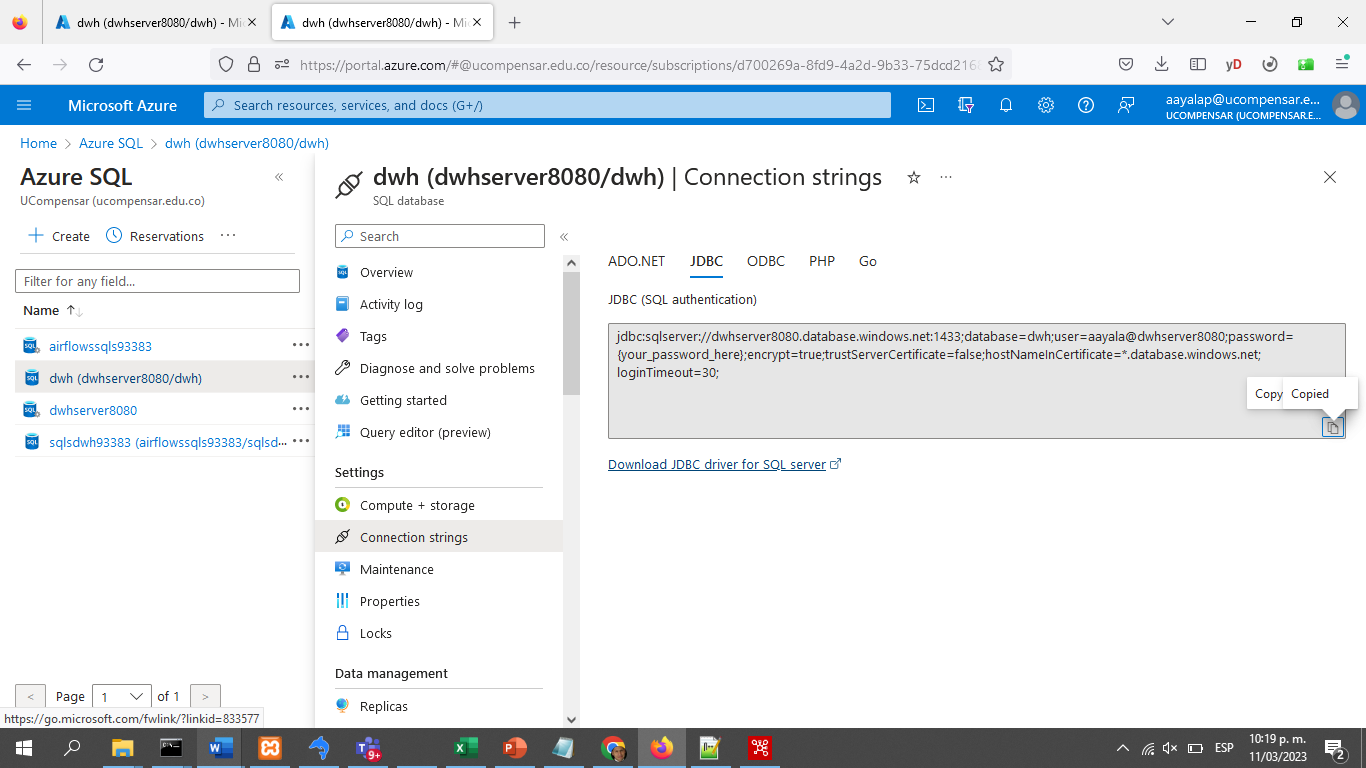 dwh (dwhserver8080/dwh) - Mic
dwh (dwhserver8080/dwh) - Mic
https://portal.azure.com/#@ucompensar.edu.co/resource/subscriptions/d700269a-8fd9-4a2d-9b33-75dcd216
yD
Microsoft Azure
Search resources, services, and docs (G+/)
aayalap@ucompensar.e...
UCOMPENSAR (UCOMPENSAR.E...
Home > Azure SQL > dwh (dwhserver8080/dwh)
Azure SQL
UCompensar (ucompensar.edu.co)
Create
Reservations
Filter for any field...
Name
airflowssqls93383
dwh (dwhserver8080/dwh)
dwhserver8080
sqlsdwh93383 (airflowssqls93383/sqlsd...
Page 1 of 1
https://go.microsoft.com/fwlink/?linkid=833577
dwh (dwhserver8080/dwh) | Connection strings
SQL database
Search
Overview
Activity log
Tags
Diagnose and solve problems
Getting started
Query editor (preview)
Settings
Compute + storage
Connection strings
Maintenance
Properties
Locks
Data management
Replicas
ADO.NET JDBC ODBC PHP Go
JDBC (SQL authentication)
jdbc:sqlserver://dwhserver8080.database.windows.net:1433;database=dwh;user=aayala@dwhserver8080;password=
{your_password_here};encrypt=true;trustServerCertificate=false;hostNameInCertificate=*.database.windows.net;
loginTimeout=30;
Copy
Copied
Download JDBC driver for SQL server
9+
ESP
10:19 p. m.
11/03/2023
2